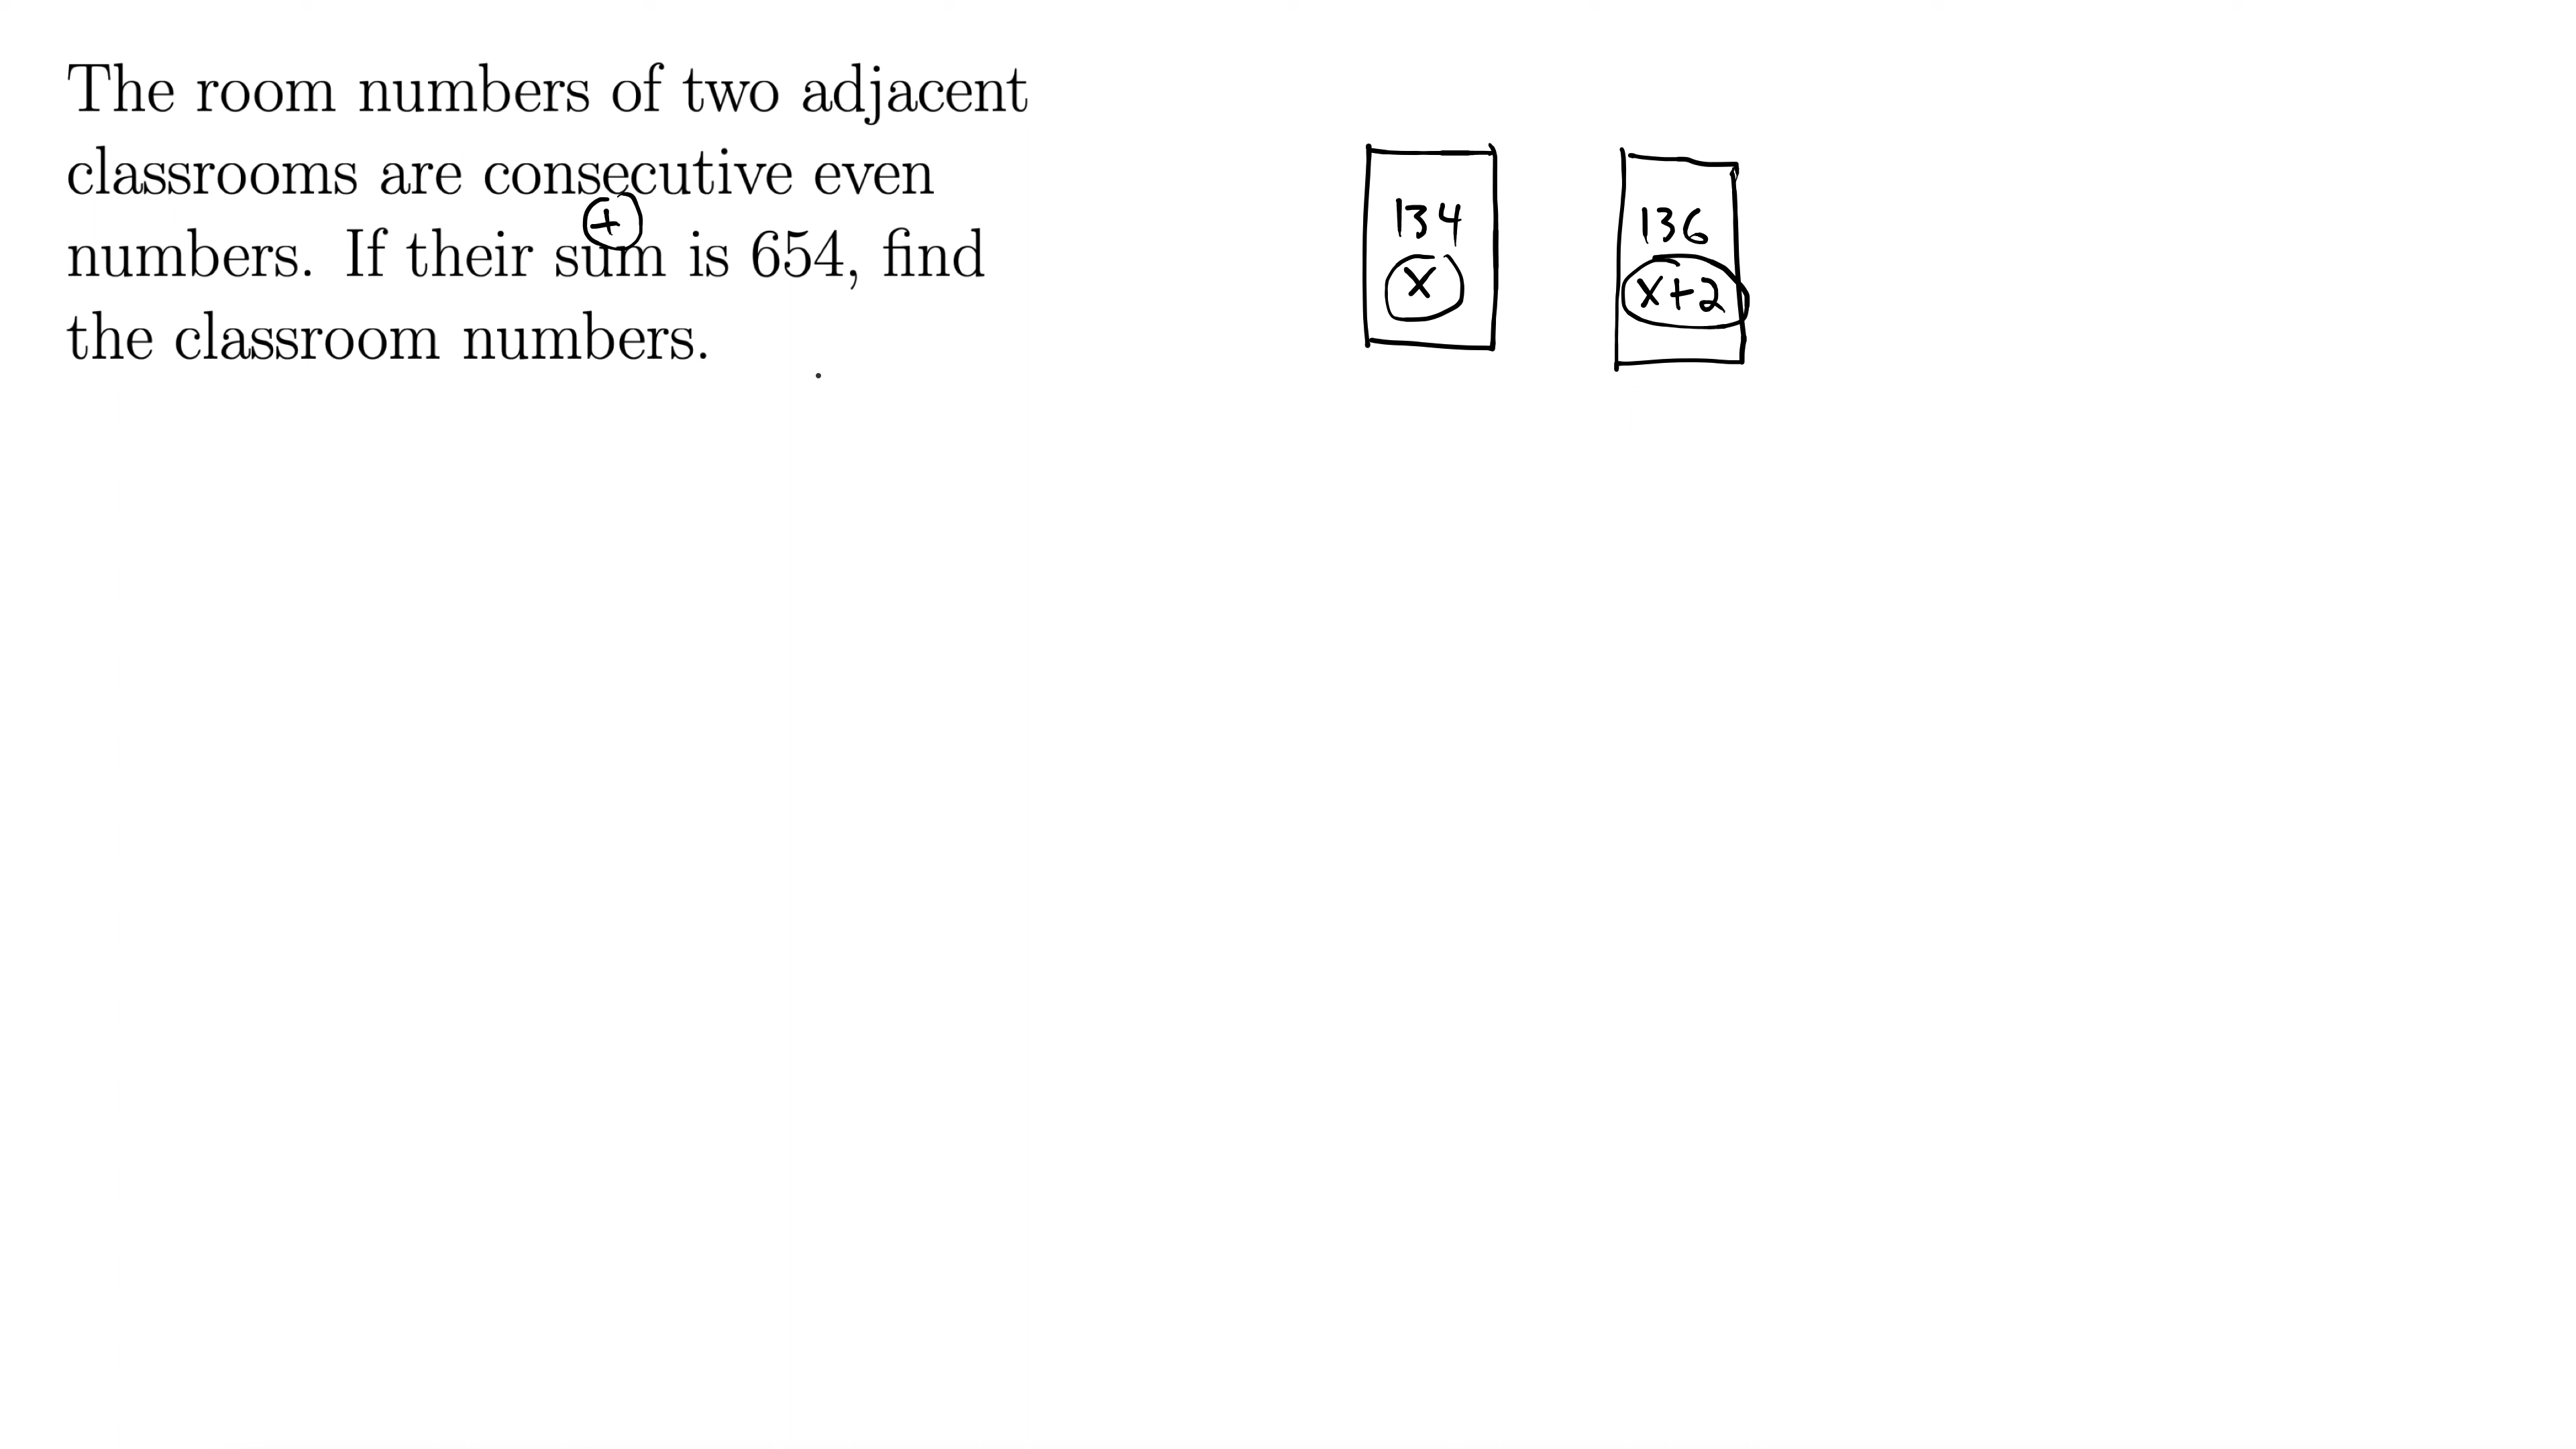 The room numbers of two adjacent
classrooms are consecutive even
+
numbers. If their sum is 654, find
the classroom numbers.
134
x
136
x+2